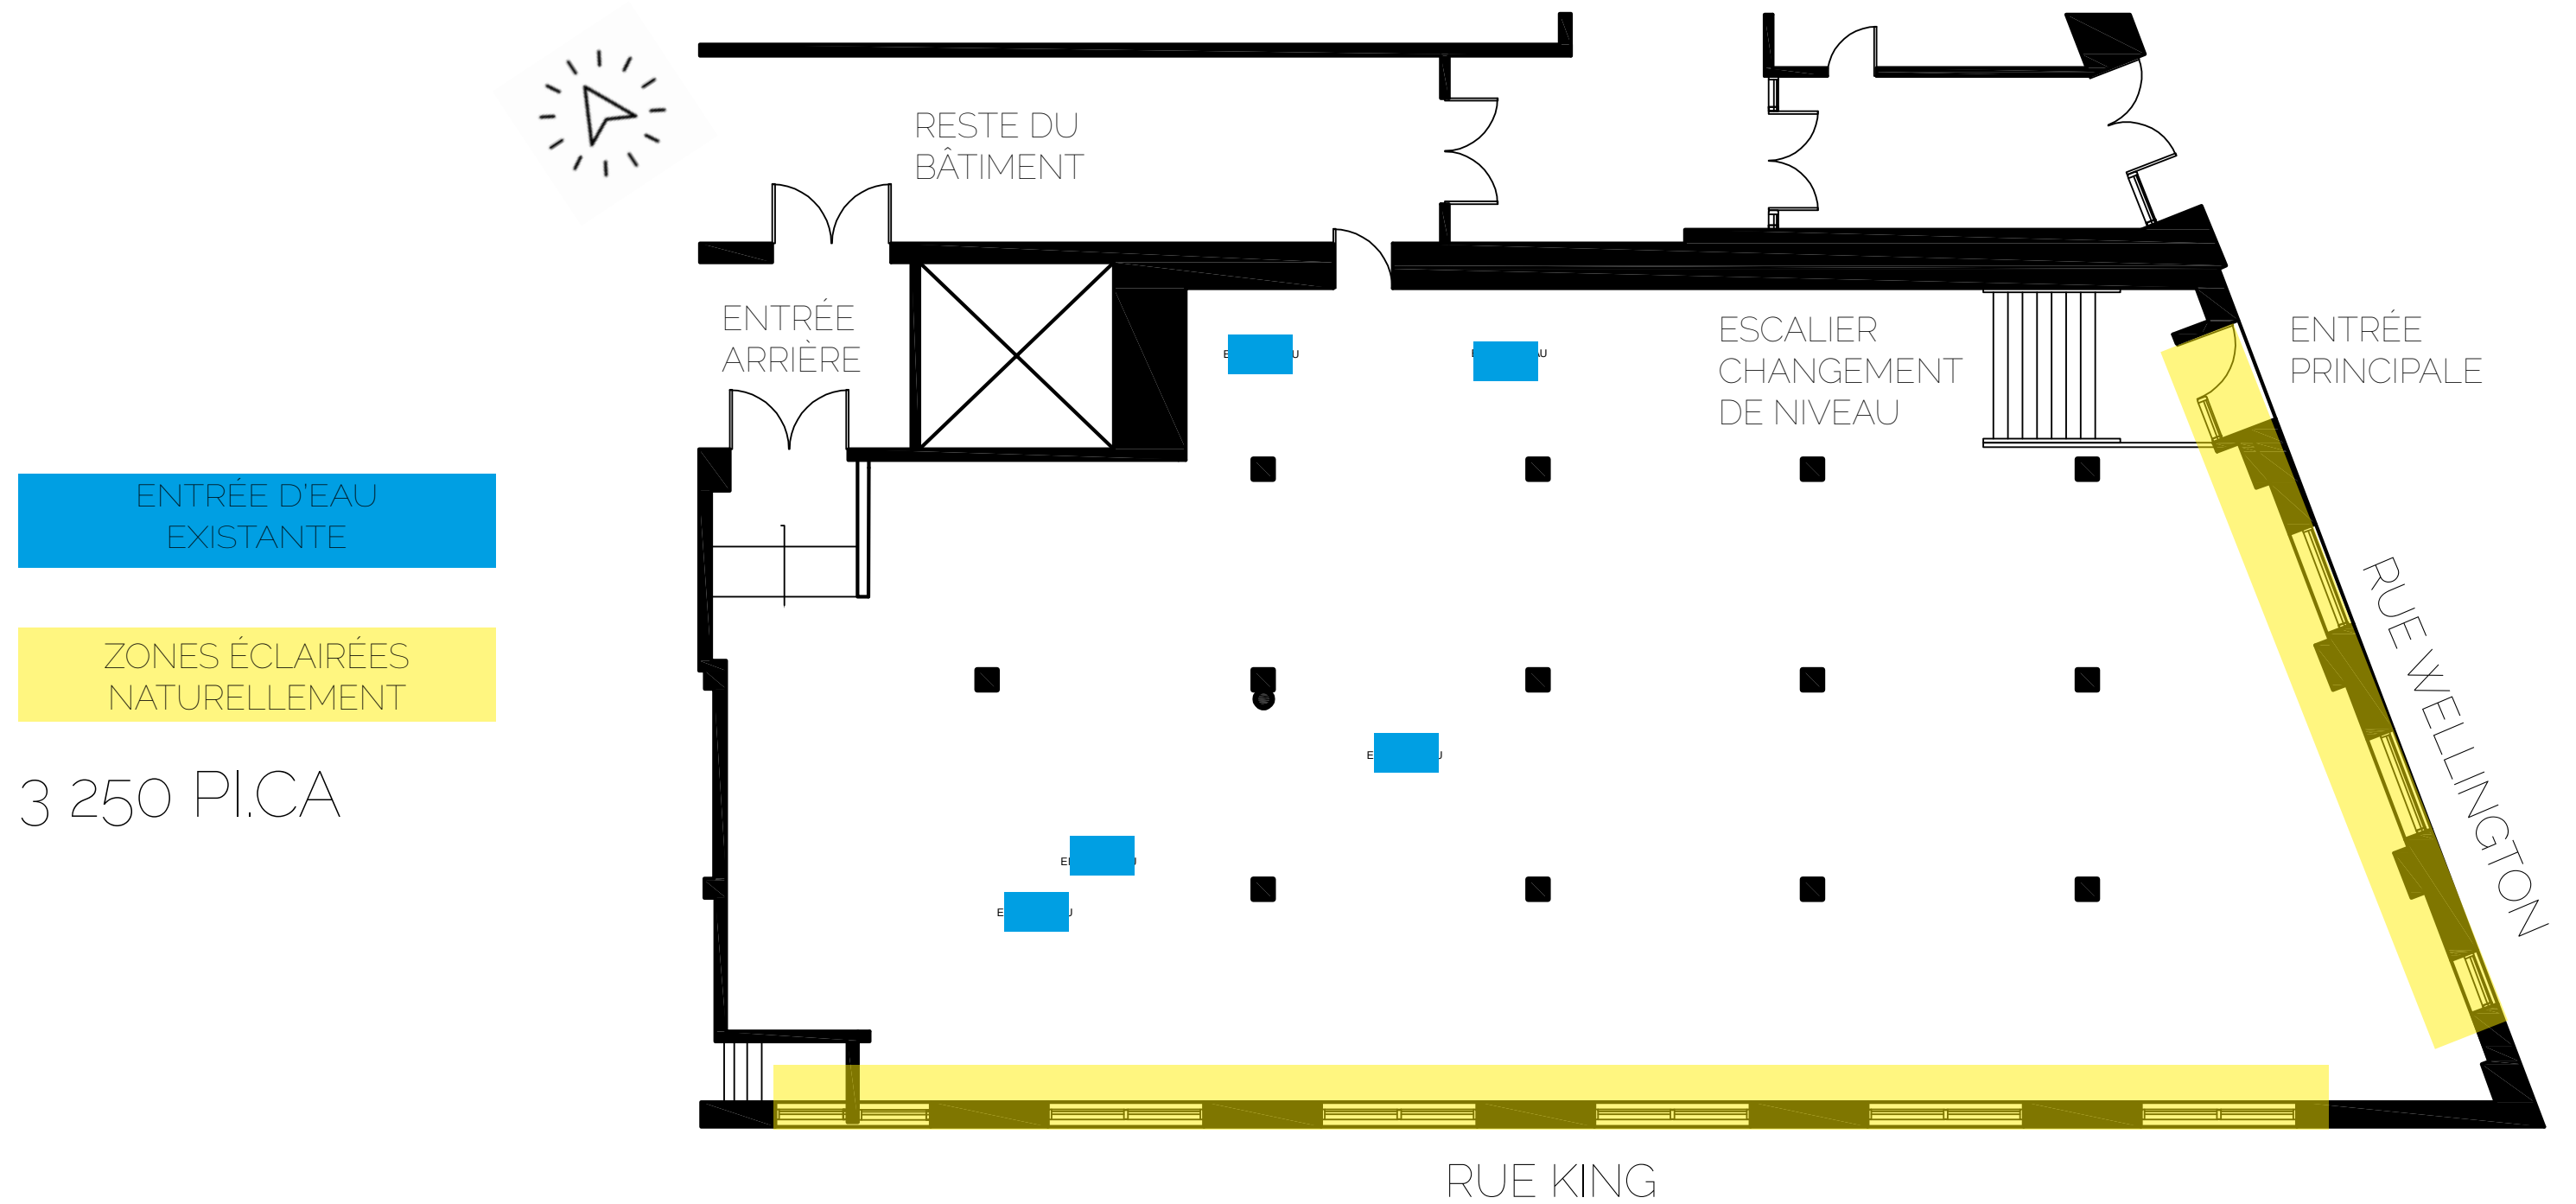 RESTE DU
BÂTIMENT
ENTRÉE
ARRIÈRE
ESCALIER
CHANGEMENT
DE NIVEAU
ENTRÉE
PRINCIPALE
ENTRÉE D'EAU
EXISTANTE
ZONES ÉCLAIRÉES
NATURELLEMENT
3 250 PI.CA
RUE WELLINGTON
RUE KING